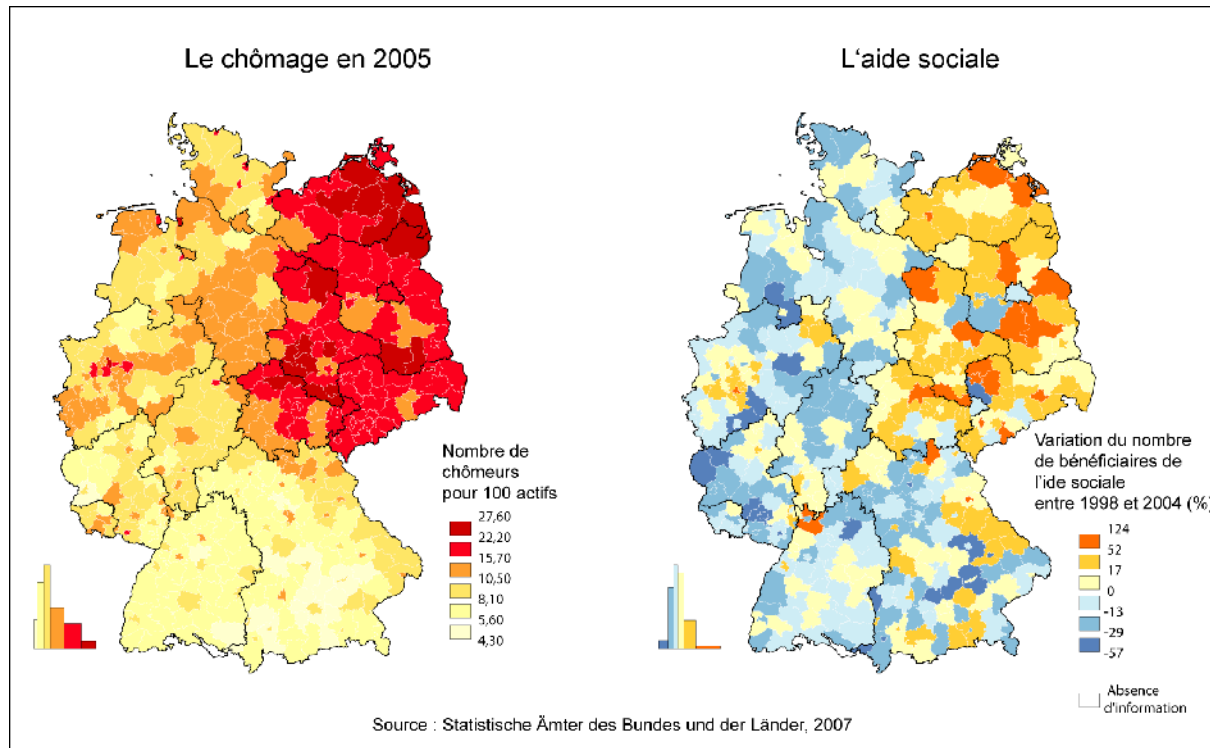 Le chômage en 2005
L'aide sociale
Nombre de
chômeurs
pour 100 actifs
27,60
22,20
15,70
10,50
8,10
5,60
4,30
Variation du nombre
de bénéficiaires de
l'ide sociale
entre 1998 et 2004 (%)
124
52
17
0
-13
-29
-57
Absence
d'information
Source : Statistische Ämter des Bundes und der Länder, 2007